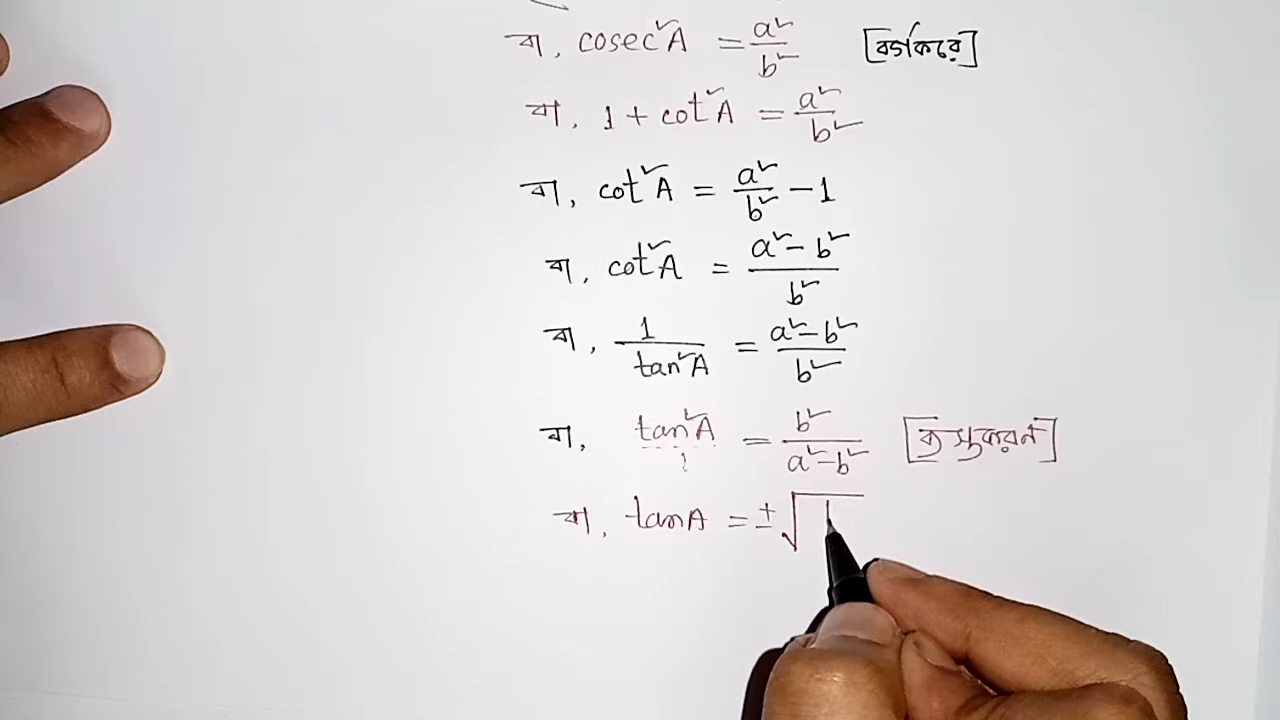 বা, cosec²A = a²/b² [বর্গ করে]
বা, 1 + cot²A = a²/b²
বা, cot²A = a²/b² − 1
বা, cot²A = (a² − b²)/b²
বা, 1/tan²A = (a² − b²)/b²
বা, tan²A = b²/(a² − b²) [ব্যস্তকরণ]
বা, tanA = ±√